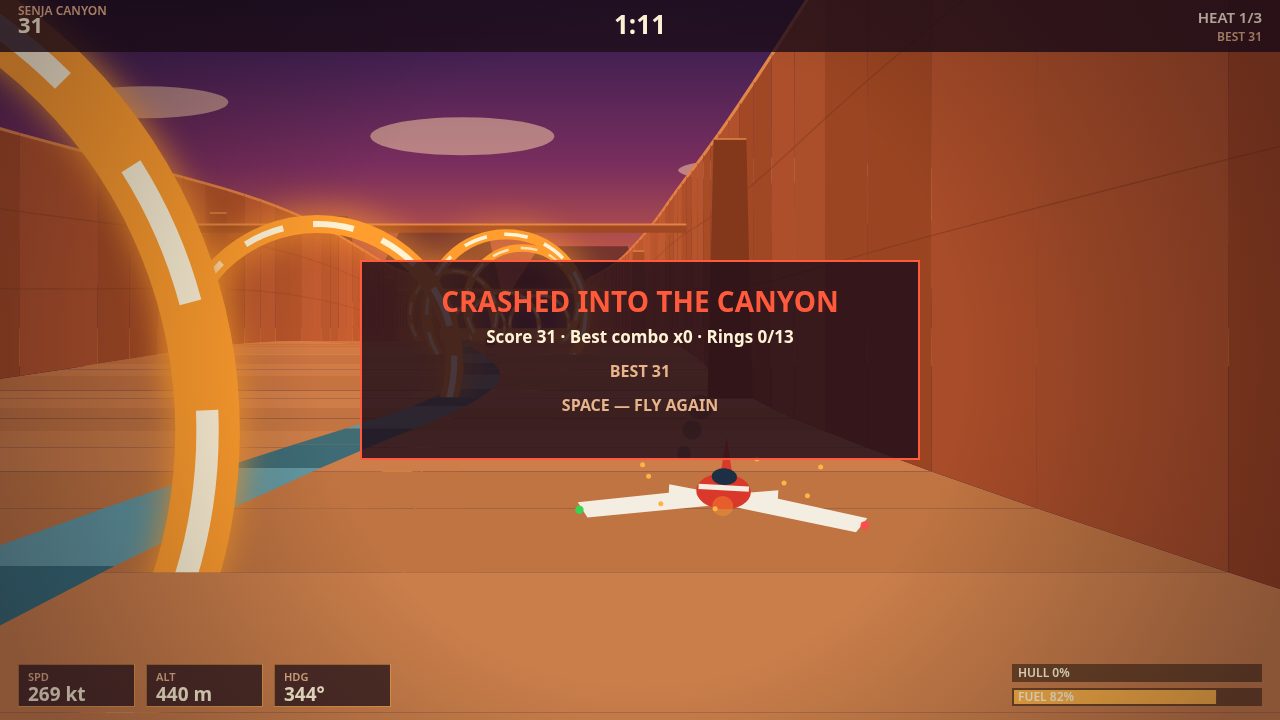 SENJA CANYON
31
1:11
HEAT 1/3
BEST 31
CRASHED INTO THE CANYON
Score 31 · Best combo x0 · Rings 0/13
BEST 31
SPACE — FLY AGAIN
SPD
269 kt
ALT
440 m
HDG
344°
HULL 0%
FUEL 82%